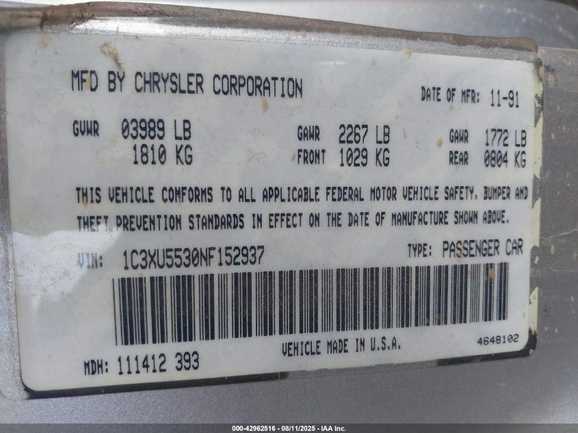 MFD BY CHRYSLER CORPORATION
DATE OF MFR: 11-91
GVWR 03989 LB GAWR 2267 LB GAWR 1772 LB
1810 KG FRONT 1029 KG REAR 0804 KG
THIS VEHICLE CONFORMS TO ALL APPLICABLE FEDERAL MOTOR VEHICLE SAFETY, BUMPER AND
THEFT PREVENTION STANDARDS IN EFFECT ON THE DATE OF MANUFACTURE SHOWN ABOVE.
VIN: 1C3XU5530NF152937 TYPE: PASSENGER CAR
VEHICLE MADE IN U.S.A. 4648102
MDH: 111412 393
000-42962516 - 08/11/2025 - IAA Inc.